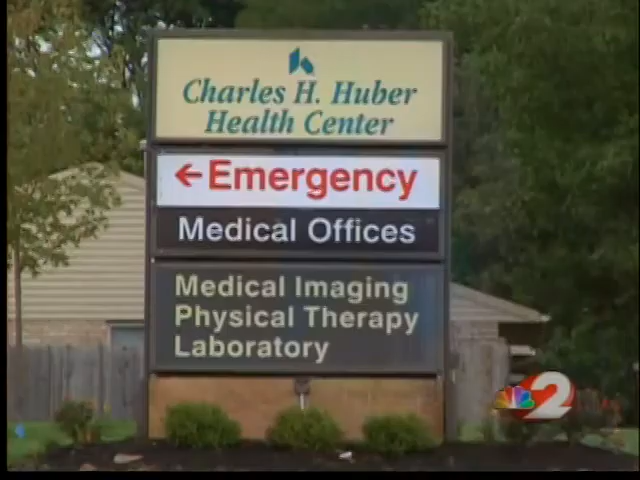 Charles H. Huber
Health Center
←Emergency
Medical Offices
Medical Imaging
Physical Therapy
Laboratory
2